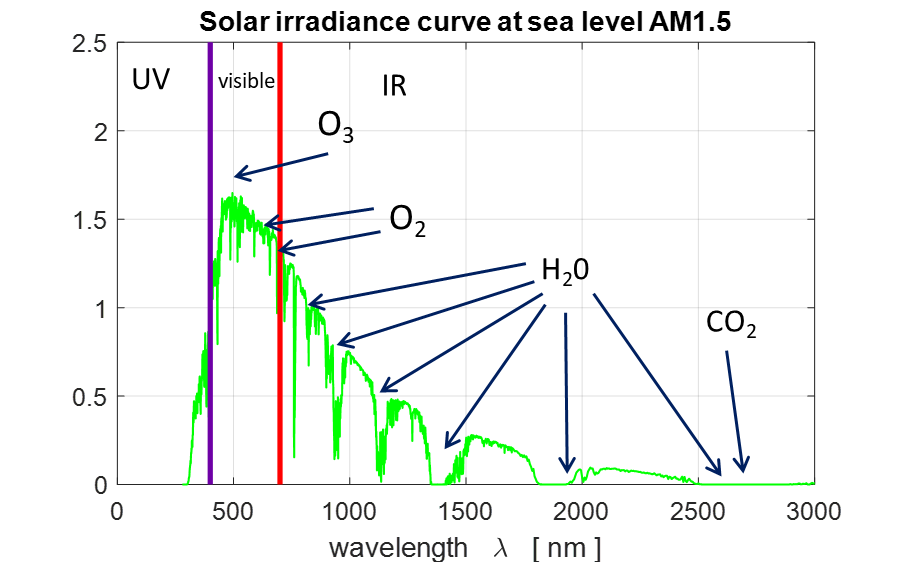 Solar irradiance curve at sea level AM1.5
2.5
UV
visible
IR
2
O₃
1.5
O₂
H₂0
1
CO₂
0.5
0
0 500 1000 1500 2000 2500 3000
wavelength λ [ nm ]